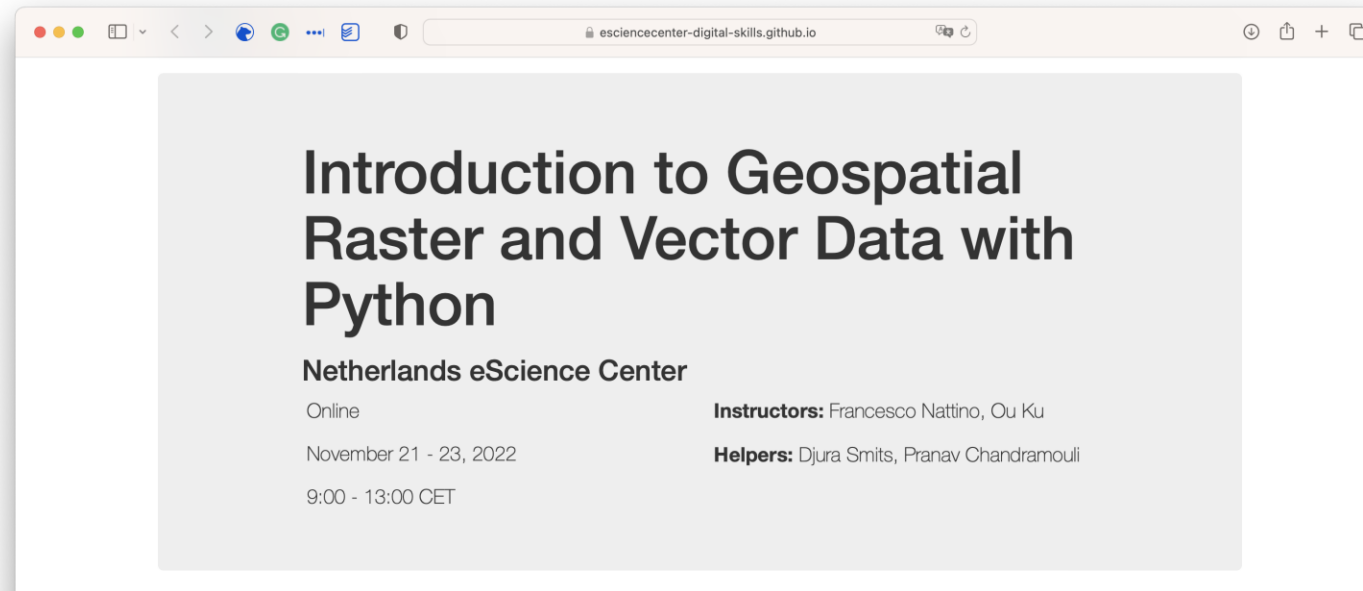 esciencecenter-digital-skills.github.io
Introduction to Geospatial
Raster and Vector Data with
Python
Netherlands eScience Center
Online
Instructors: Francesco Nattino, Ou Ku
November 21 - 23, 2022
Helpers: Djura Smits, Pranav Chandramouli
9:00 - 13:00 CET